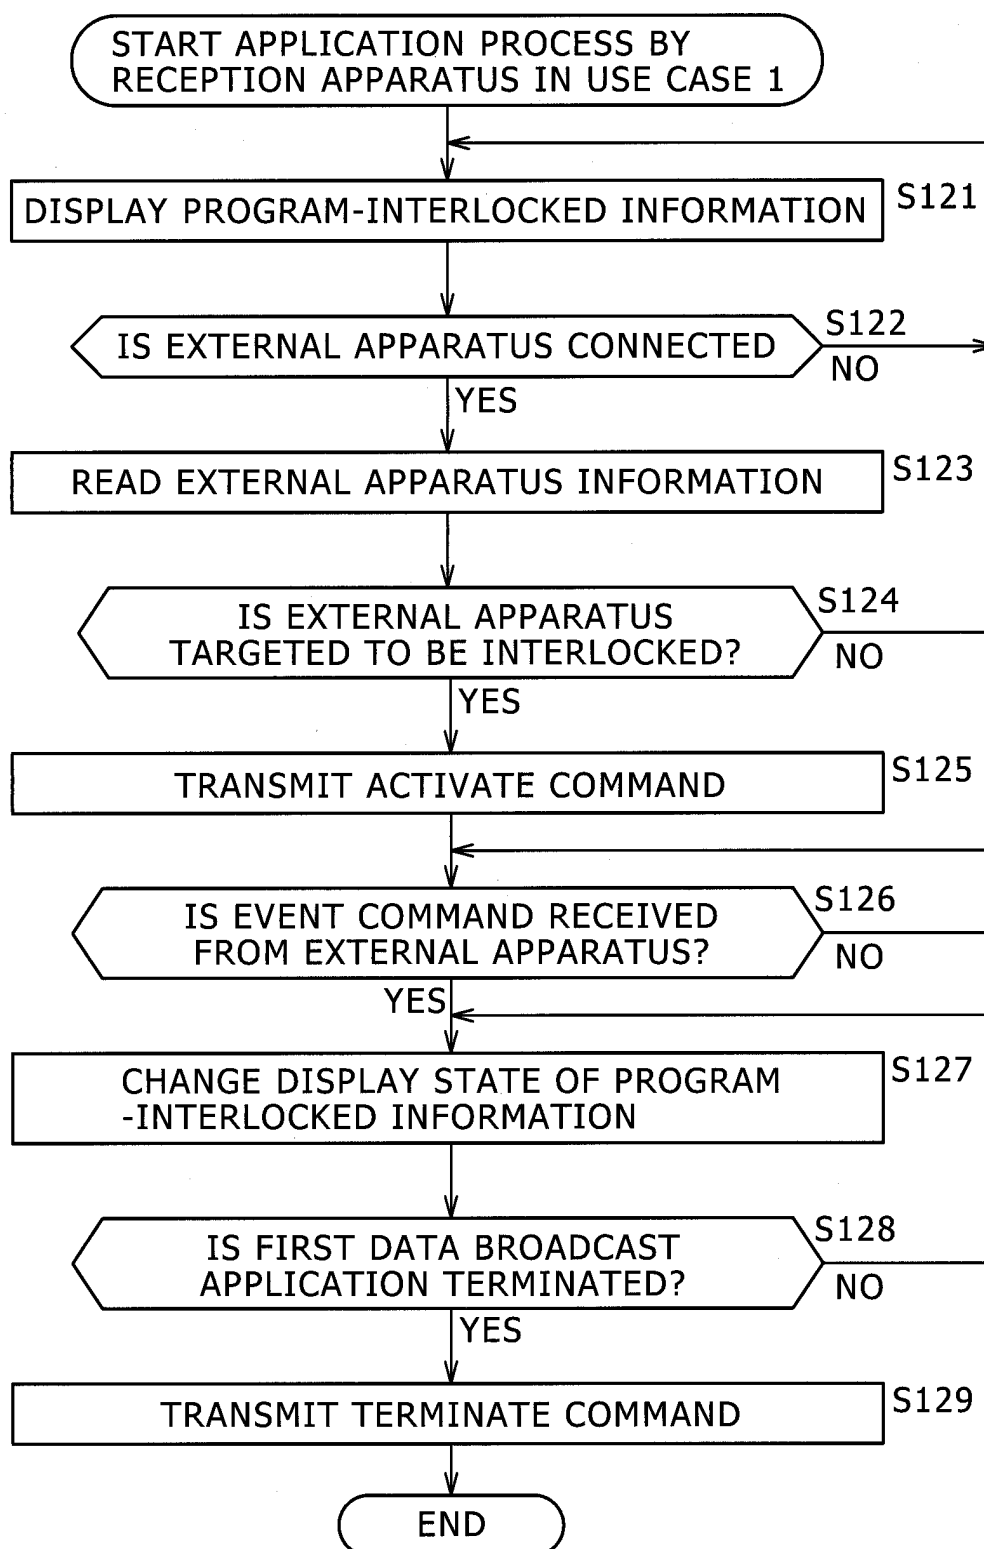 START APPLICATION PROCESS BY
RECEPTION APPARATUS IN USE CASE 1
DISPLAY PROGRAM-INTERLOCKED INFORMATION
S121
IS EXTERNAL APPARATUS CONNECTED
S122
NO
YES
READ EXTERNAL APPARATUS INFORMATION
S123
IS EXTERNAL APPARATUS
TARGETED TO BE INTERLOCKED?
S124
NO
YES
TRANSMIT ACTIVATE COMMAND
S125
IS EVENT COMMAND RECEIVED
FROM EXTERNAL APPARATUS?
S126
NO
YES
CHANGE DISPLAY STATE OF PROGRAM
-INTERLOCKED INFORMATION
S127
IS FIRST DATA BROADCAST
APPLICATION TERMINATED?
S128
NO
YES
TRANSMIT TERMINATE COMMAND
S129
END